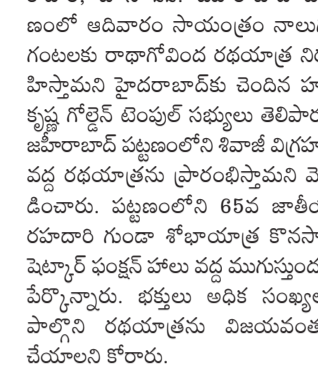 ణంలో ఆదివారం సాయంత్రం
గంటలకు రాధాగోవింద రథయాత్ర
హిస్తామని హైదరాబాద్‌కు చెందిన
కృష్ణ గోల్డెన్ టెంపుల్ సభ్యులు తెలిపార
జహీరాబాద్ పట్టణంలోని శివాజీ విగ్రహ
వద్ద రథయాత్రను ప్రారంభిస్తామని వె
డించారు. పట్టణంలోని 65వ జాతీయ
రహదారి గుండా శోభాయాత్ర కొనసా
షెట్కార్ ఫంక్షన్ హాలు వద్ద ముగుస్తుంద
పేర్కొన్నారు. భక్తులు అధిక సంఖ్యల
పాల్గొని రథయాత్రను విజయవంత
చేయాలని కోరారు.